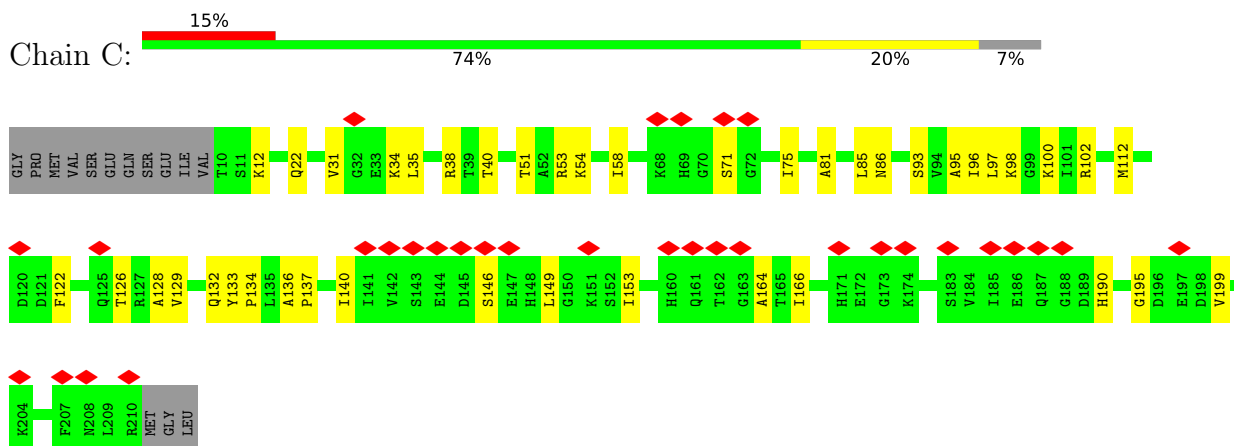 15%
Chain C:
74% 20% 7%
GLY PRO MET VAL SER GLU GLN SER GLU ILE VAL T10 S11 K12 Q22 V31 G32 E33 K34 L35 R38 T39 T40 T51 A52 R53 K54 I58 K68 H69 G70 S71 G72 I75 A81 L85 N86 S93 V94 A95 I96 L97 K98 G99 K100 I101 R102 M112
D120 D121 F122 Q125 T126 R127 A128 V129 Q132 Y133 P134 L135 A136 P137 I140 I141 V142 S143 E144 D145 S146 E147 H148 L149 G150 K151 S152 I153 H160 Q161 T162 G163 A164 T165 I166 H171 E172 G173 K174 S183 V184 I185 E186 Q187 G188 D189 H190 G195 D196 E197 D198 V199
K204 F207 N208 L209 R210 MET GLY LEU